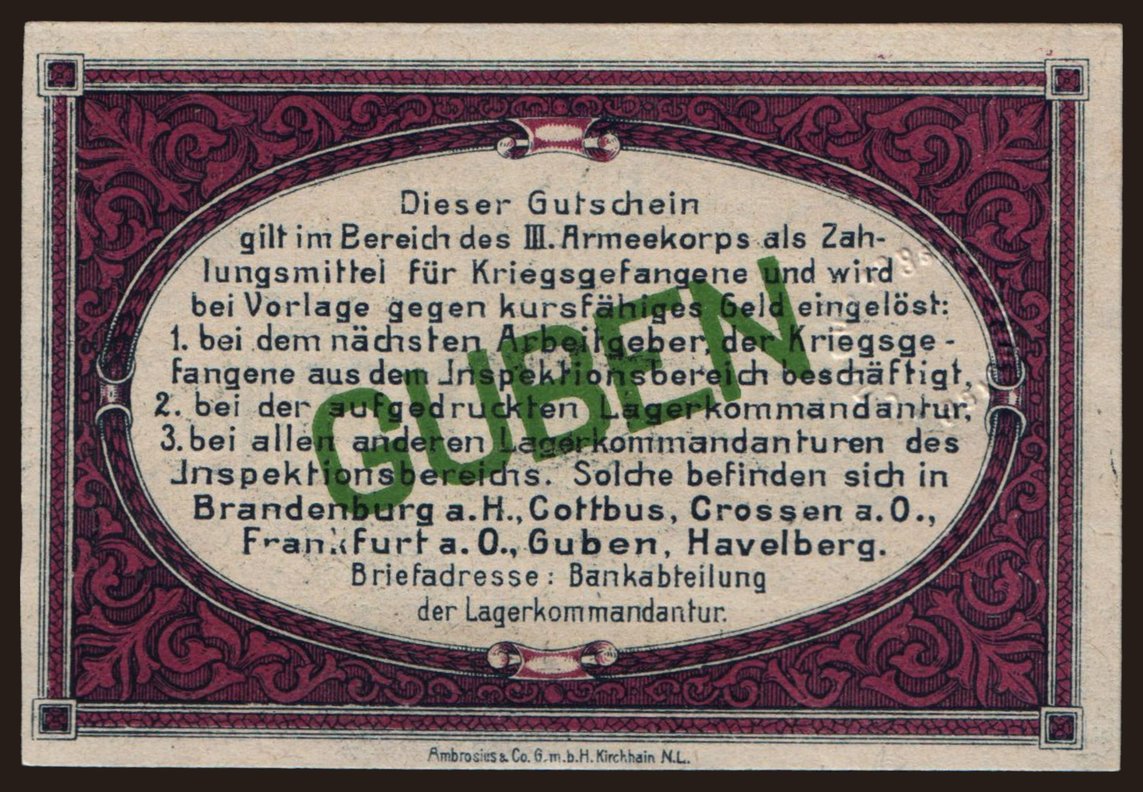 Dieser Gutschein
gilt im Bereich des III. Armeekorps als Zah-
lungsmittel für Kriegsgefangene und wird
bei Vorlage gegen kursfähiges Geld eingelöst:
1. bei dem nächsten Arbeitgeber, der Kriegsge-
fangene aus dem Jnspektionsbereich beschäftigt,
2. bei der aufgedruckten Lagerkommandantur,
3. bei allen anderen Lagerkommandanturen des
Jnspektionsbereichs. Solche befinden sich in
Brandenburg a. H., Cottbus, Crossen a. O.,
Frankfurt a. O., Guben, Havelberg.
Briefadresse: Bankabteilung
der Lagerkommandantur.
GUBEN
Ambrosius & Co. G.m.b.H. Kirchhain N.L.